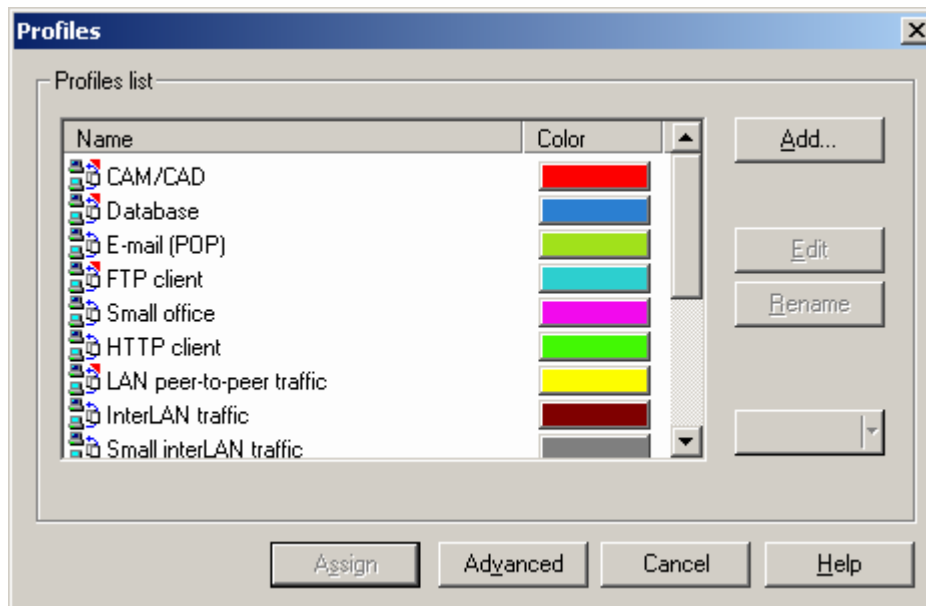 Profiles
Profiles list
Name Color
CAM/CAD
Database
E-mail (POP)
FTP client
Small office
HTTP client
LAN peer-to-peer traffic
InterLAN traffic
Small interLAN traffic
Add...
Edit
Rename
Assign Advanced Cancel Help